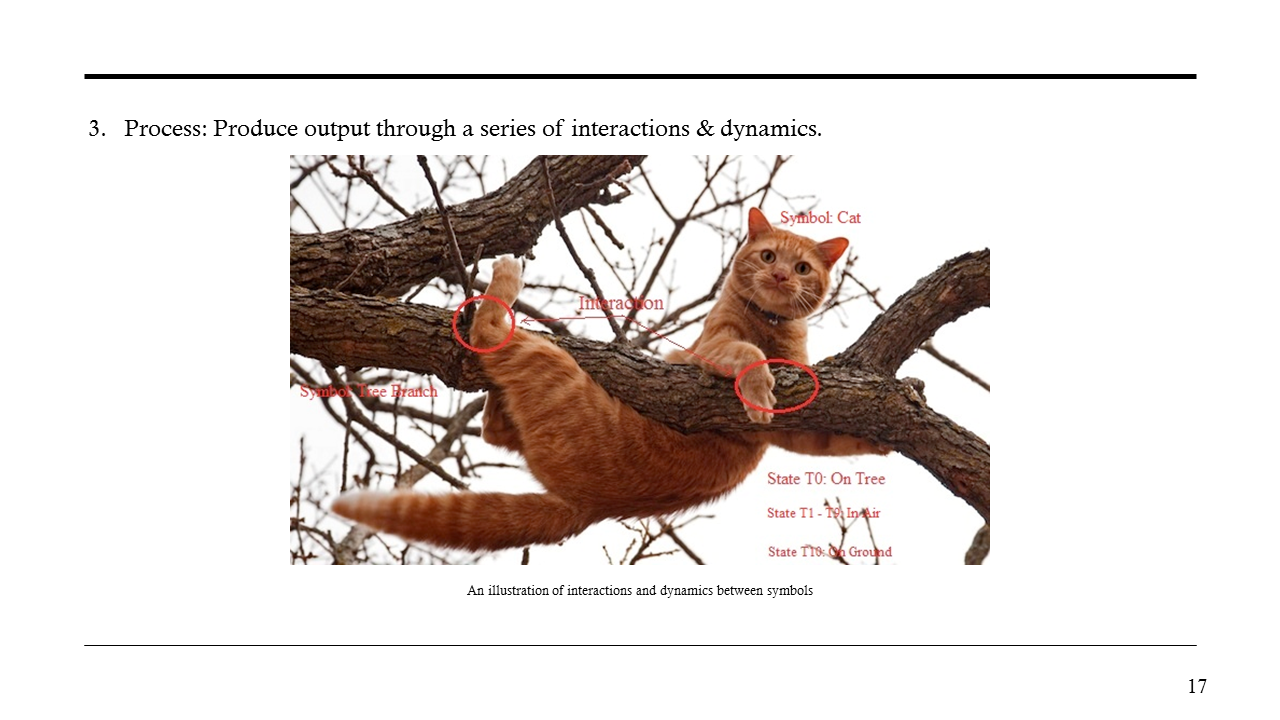 3. Process: Produce output through a series of interactions & dynamics.
Symbol: Cat
Interaction
Symbol: Tree Branch
State T0: On Tree
State T1 - T9: In Air
State T10: On Ground
An illustration of interactions and dynamics between symbols
17